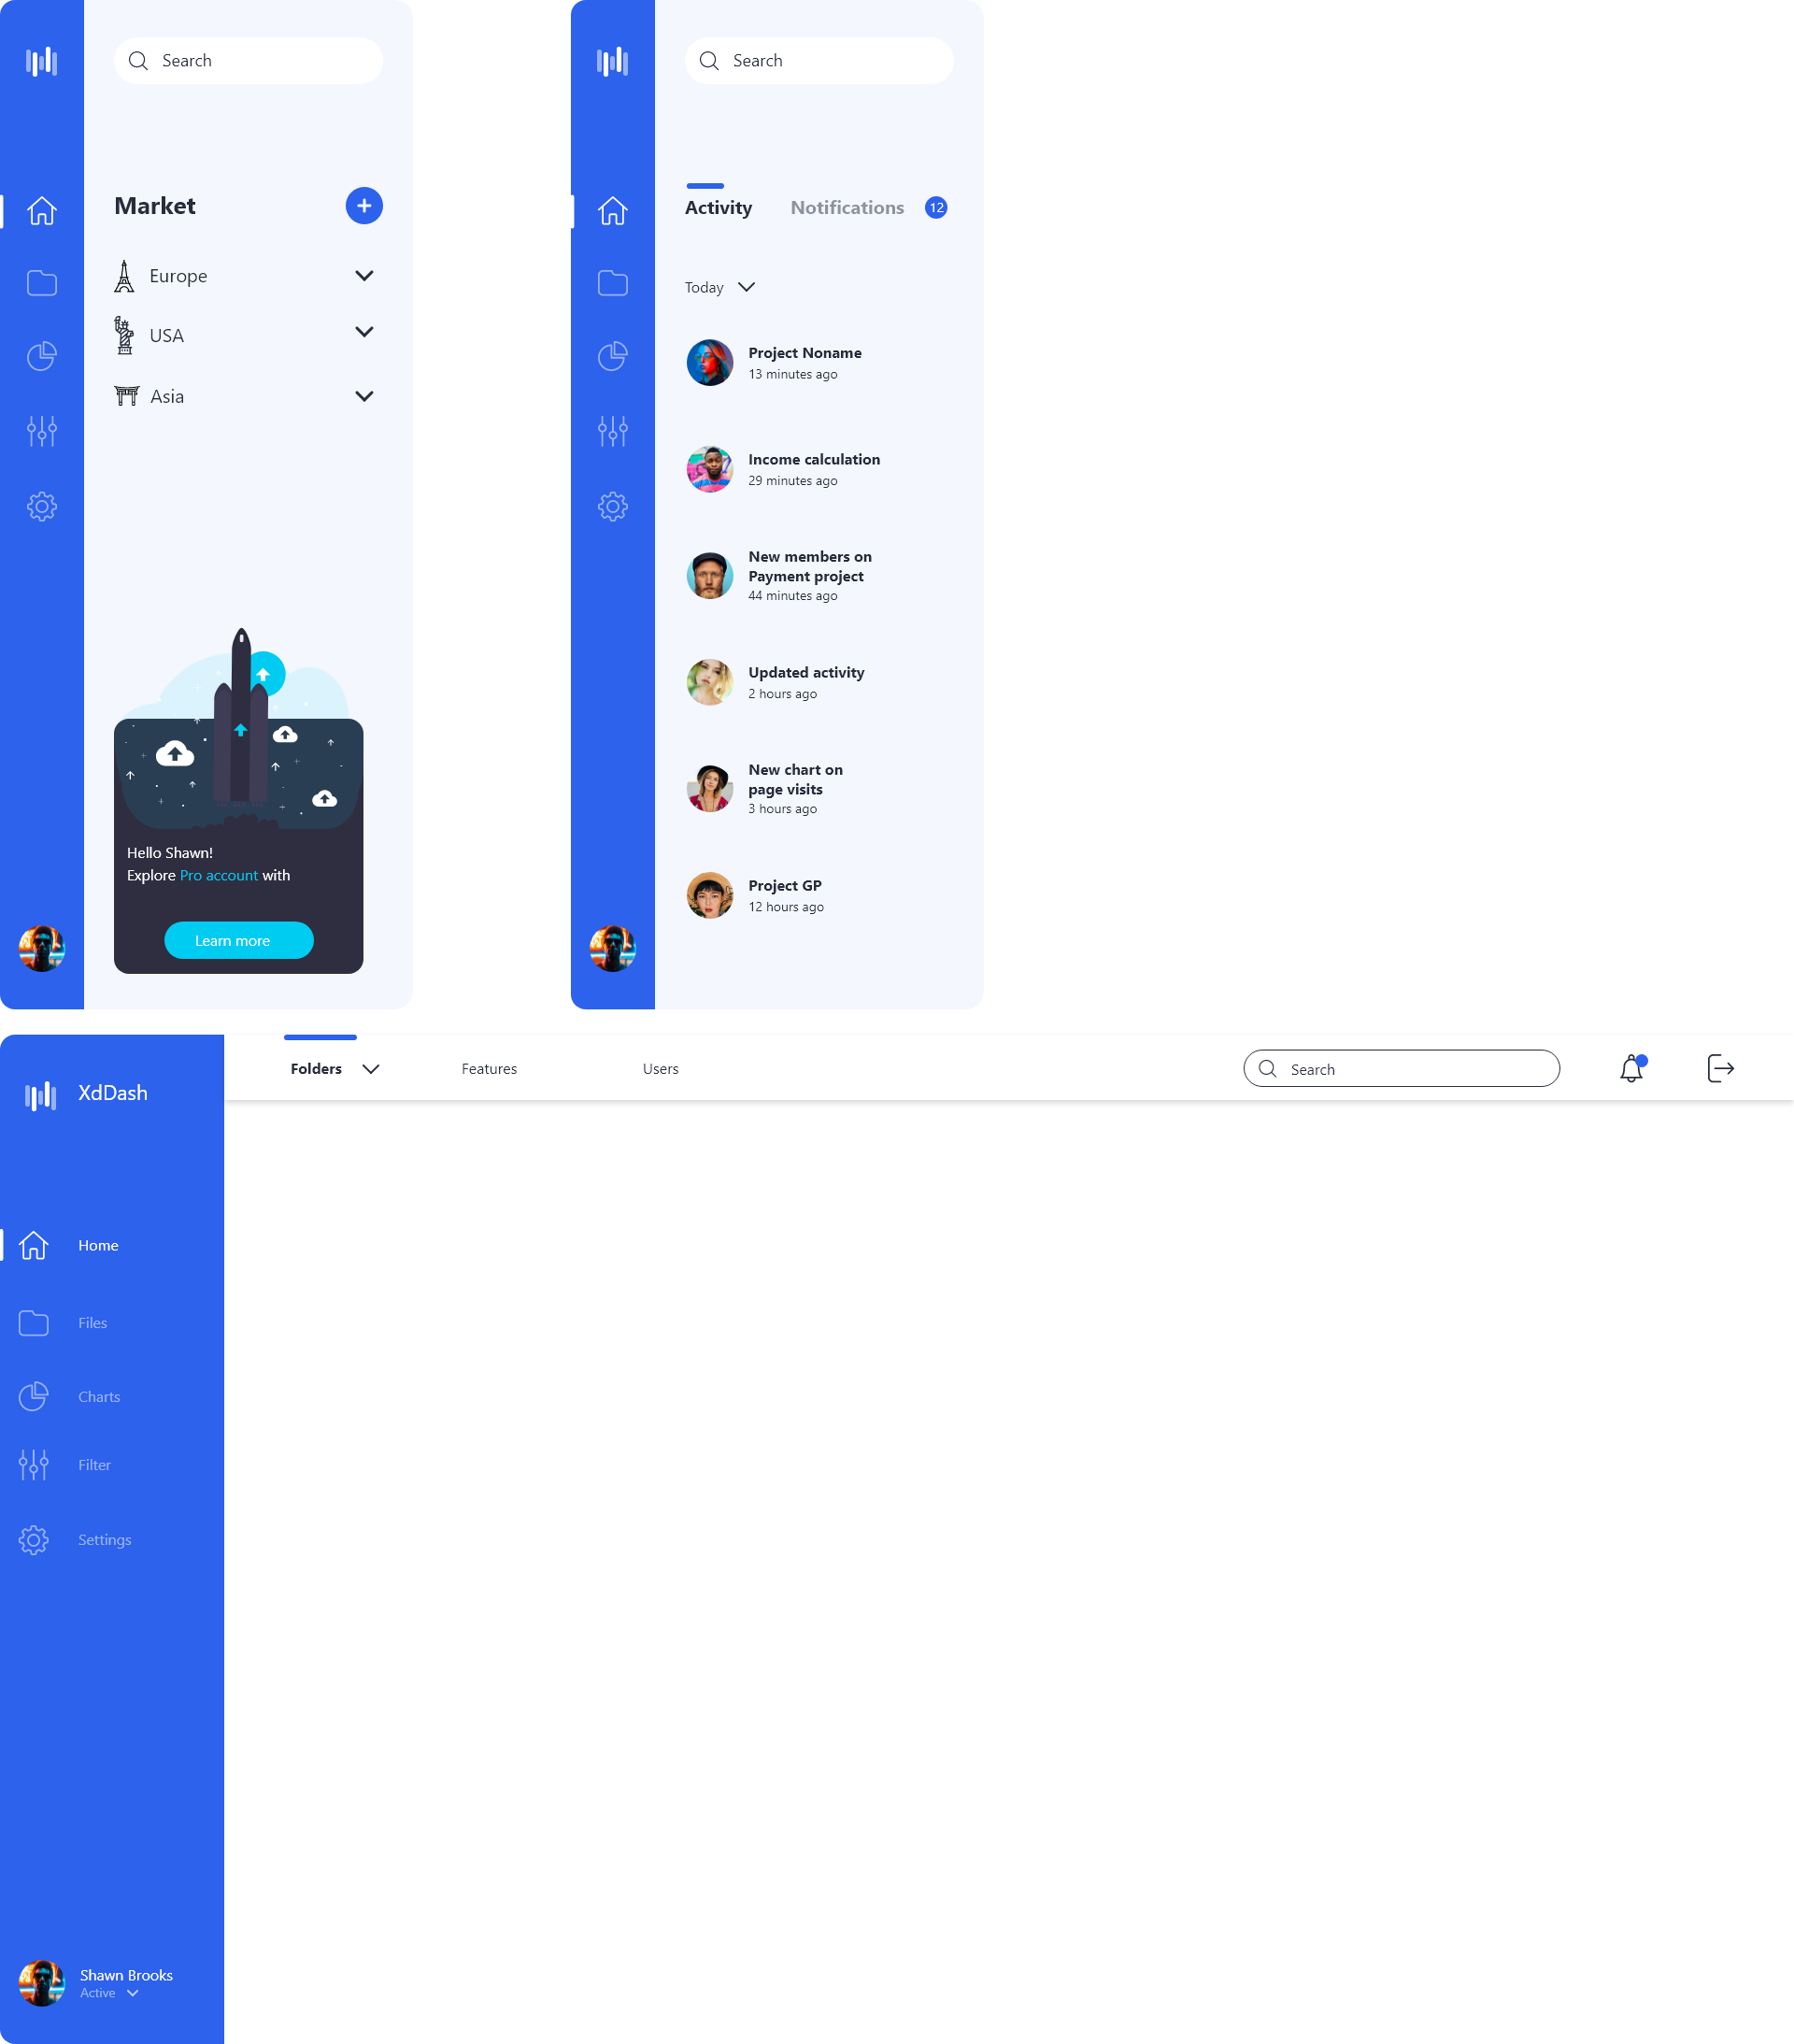 Search
Market
Europe
USA
Asia
Hello Shawn!
Explore Pro account with
Learn more
Search
Activity
Notifications
12
Today
Project Noname
13 minutes ago
Income calculation
29 minutes ago
New members on
Payment project
44 minutes ago
Updated activity
2 hours ago
New chart on
page visits
3 hours ago
Project GP
12 hours ago
XdDash
Home
Files
Charts
Filter
Settings
Shawn Brooks
Active
Folders
Features
Users
Search